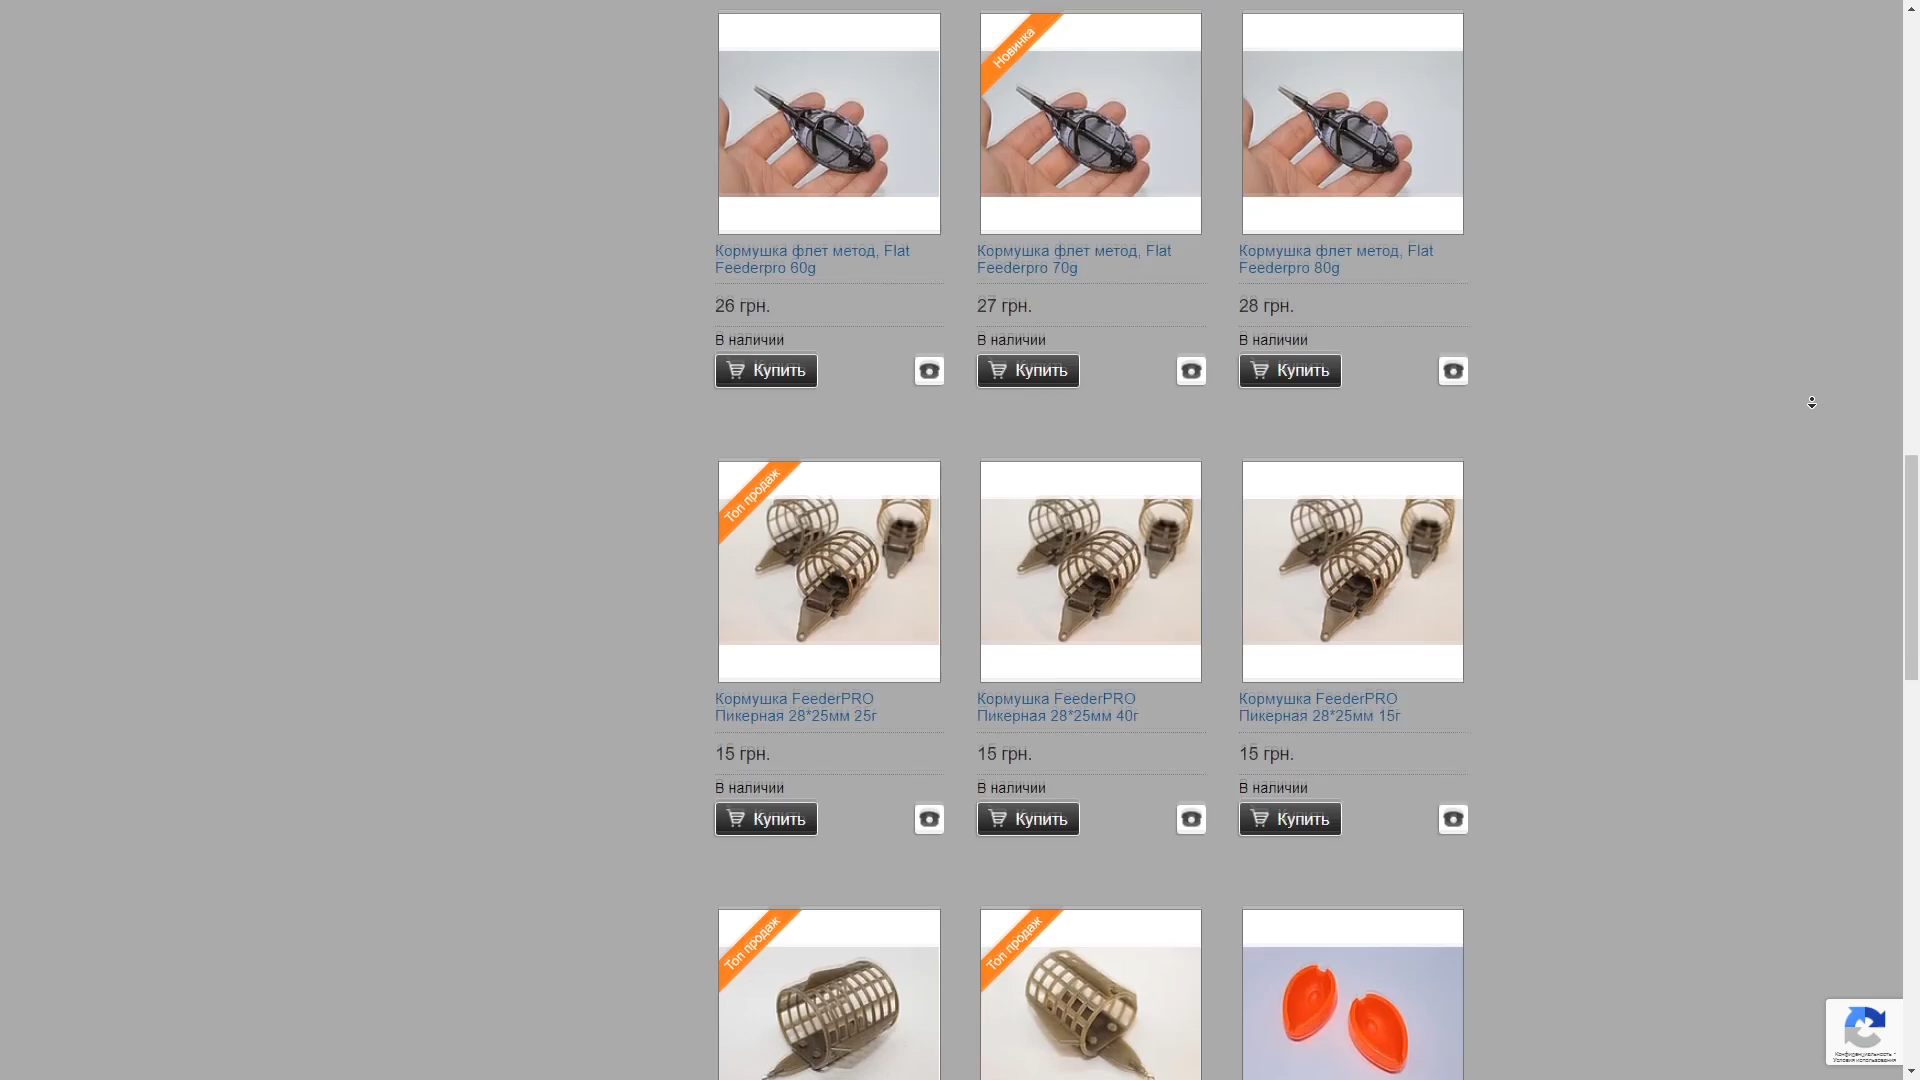 Новинка
Кормушка флет метод, Flat
Feederpro 60g
26 грн.
В наличии
Купить
Кормушка флет метод, Flat
Feederpro 70g
27 грн.
В наличии
Купить
Кормушка флет метод, Flat
Feederpro 80g
28 грн.
В наличии
Купить
Топ продаж
Кормушка FeederPRO
Пикерная 28*25мм 25г
15 грн.
В наличии
Купить
Кормушка FeederPRO
Пикерная 28*25мм 40г
15 грн.
В наличии
Купить
Кормушка FeederPRO
Пикерная 28*25мм 15г
15 грн.
В наличии
Купить
Топ продаж
Топ продаж
Конфиденциальность -
Условия использования